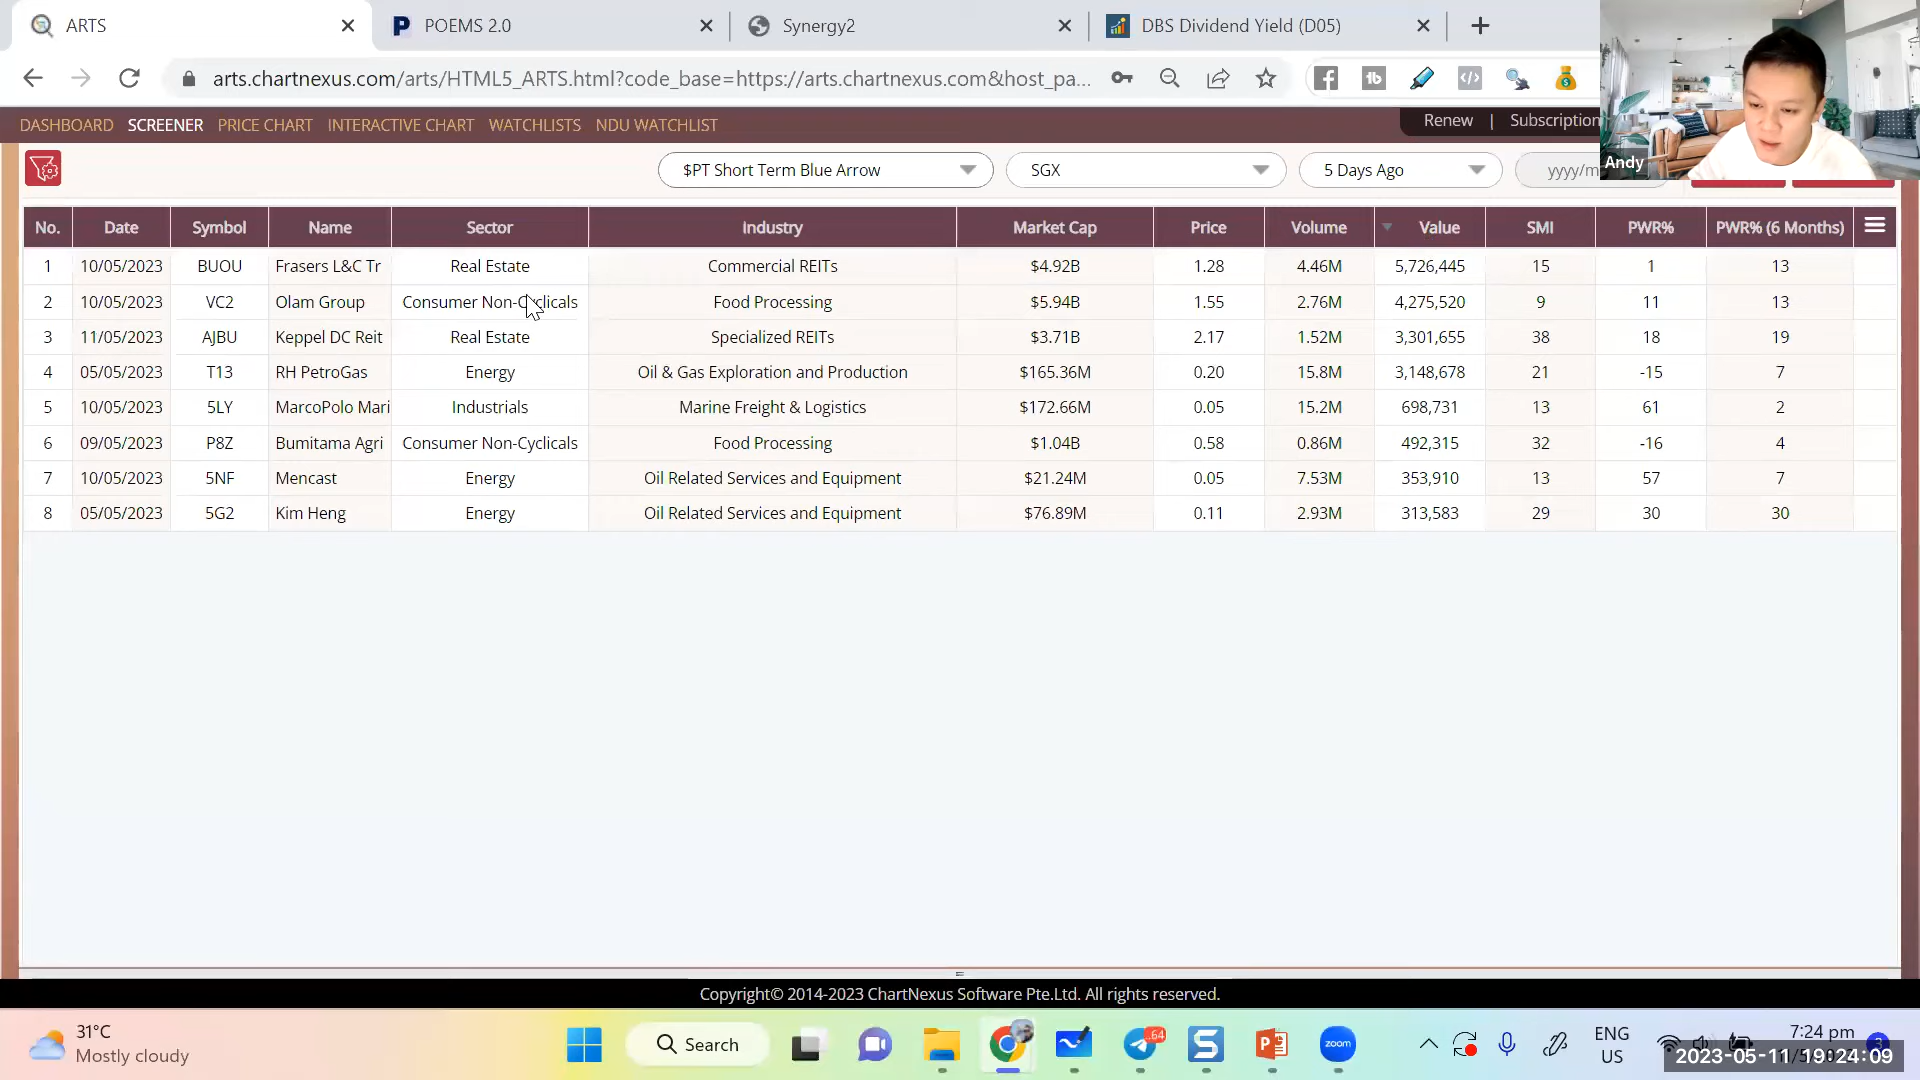 ARTS
POEMS 2.0
Synergy2
DBS Dividend Yield (D05)
arts.chartnexus.com/arts/HTML5_ARTS.html?code_base=https://arts.chartnexus.com&host_pa...
DASHBOARD SCREENER PRICE CHART INTERACTIVE CHART WATCHLISTS NDU WATCHLIST
Renew | Subscription
Andy
$PT Short Term Blue Arrow SGX 5 Days Ago yyyy/m
No. Date Symbol Name Sector Industry Market Cap Price Volume Value SMI PWR% PWR% (6 Months)
1 10/05/2023 BUOU Frasers L&C Tr Real Estate Commercial REITs $4.92B 1.28 4.46M 5,726,445 15 1 13
2 10/05/2023 VC2 Olam Group Consumer Non-Cyclicals Food Processing $5.94B 1.55 2.76M 4,275,520 9 11 13
3 11/05/2023 AJBU Keppel DC Reit Real Estate Specialized REITs $3.71B 2.17 1.52M 3,301,655 38 18 19
4 05/05/2023 T13 RH PetroGas Energy Oil & Gas Exploration and Production $165.36M 0.20 15.8M 3,148,678 21 -15 7
5 10/05/2023 5LY MarcoPolo Mari Industrials Marine Freight & Logistics $172.66M 0.05 15.2M 698,731 13 61 2
6 09/05/2023 P8Z Bumitama Agri Consumer Non-Cyclicals Food Processing $1.04B 0.58 0.86M 492,315 32 -16 4
7 10/05/2023 5NF Mencast Energy Oil Related Services and Equipment $21.24M 0.05 7.53M 353,910 13 57 7
8 05/05/2023 5G2 Kim Heng Energy Oil Related Services and Equipment $76.89M 0.11 2.93M 313,583 29 30 30
Copyright© 2014-2023 ChartNexus Software Pte.Ltd. All rights reserved.
31°C
Mostly cloudy
Search
64
zoom
ENG
US
7:24 pm
2023-05-11 19:24:09